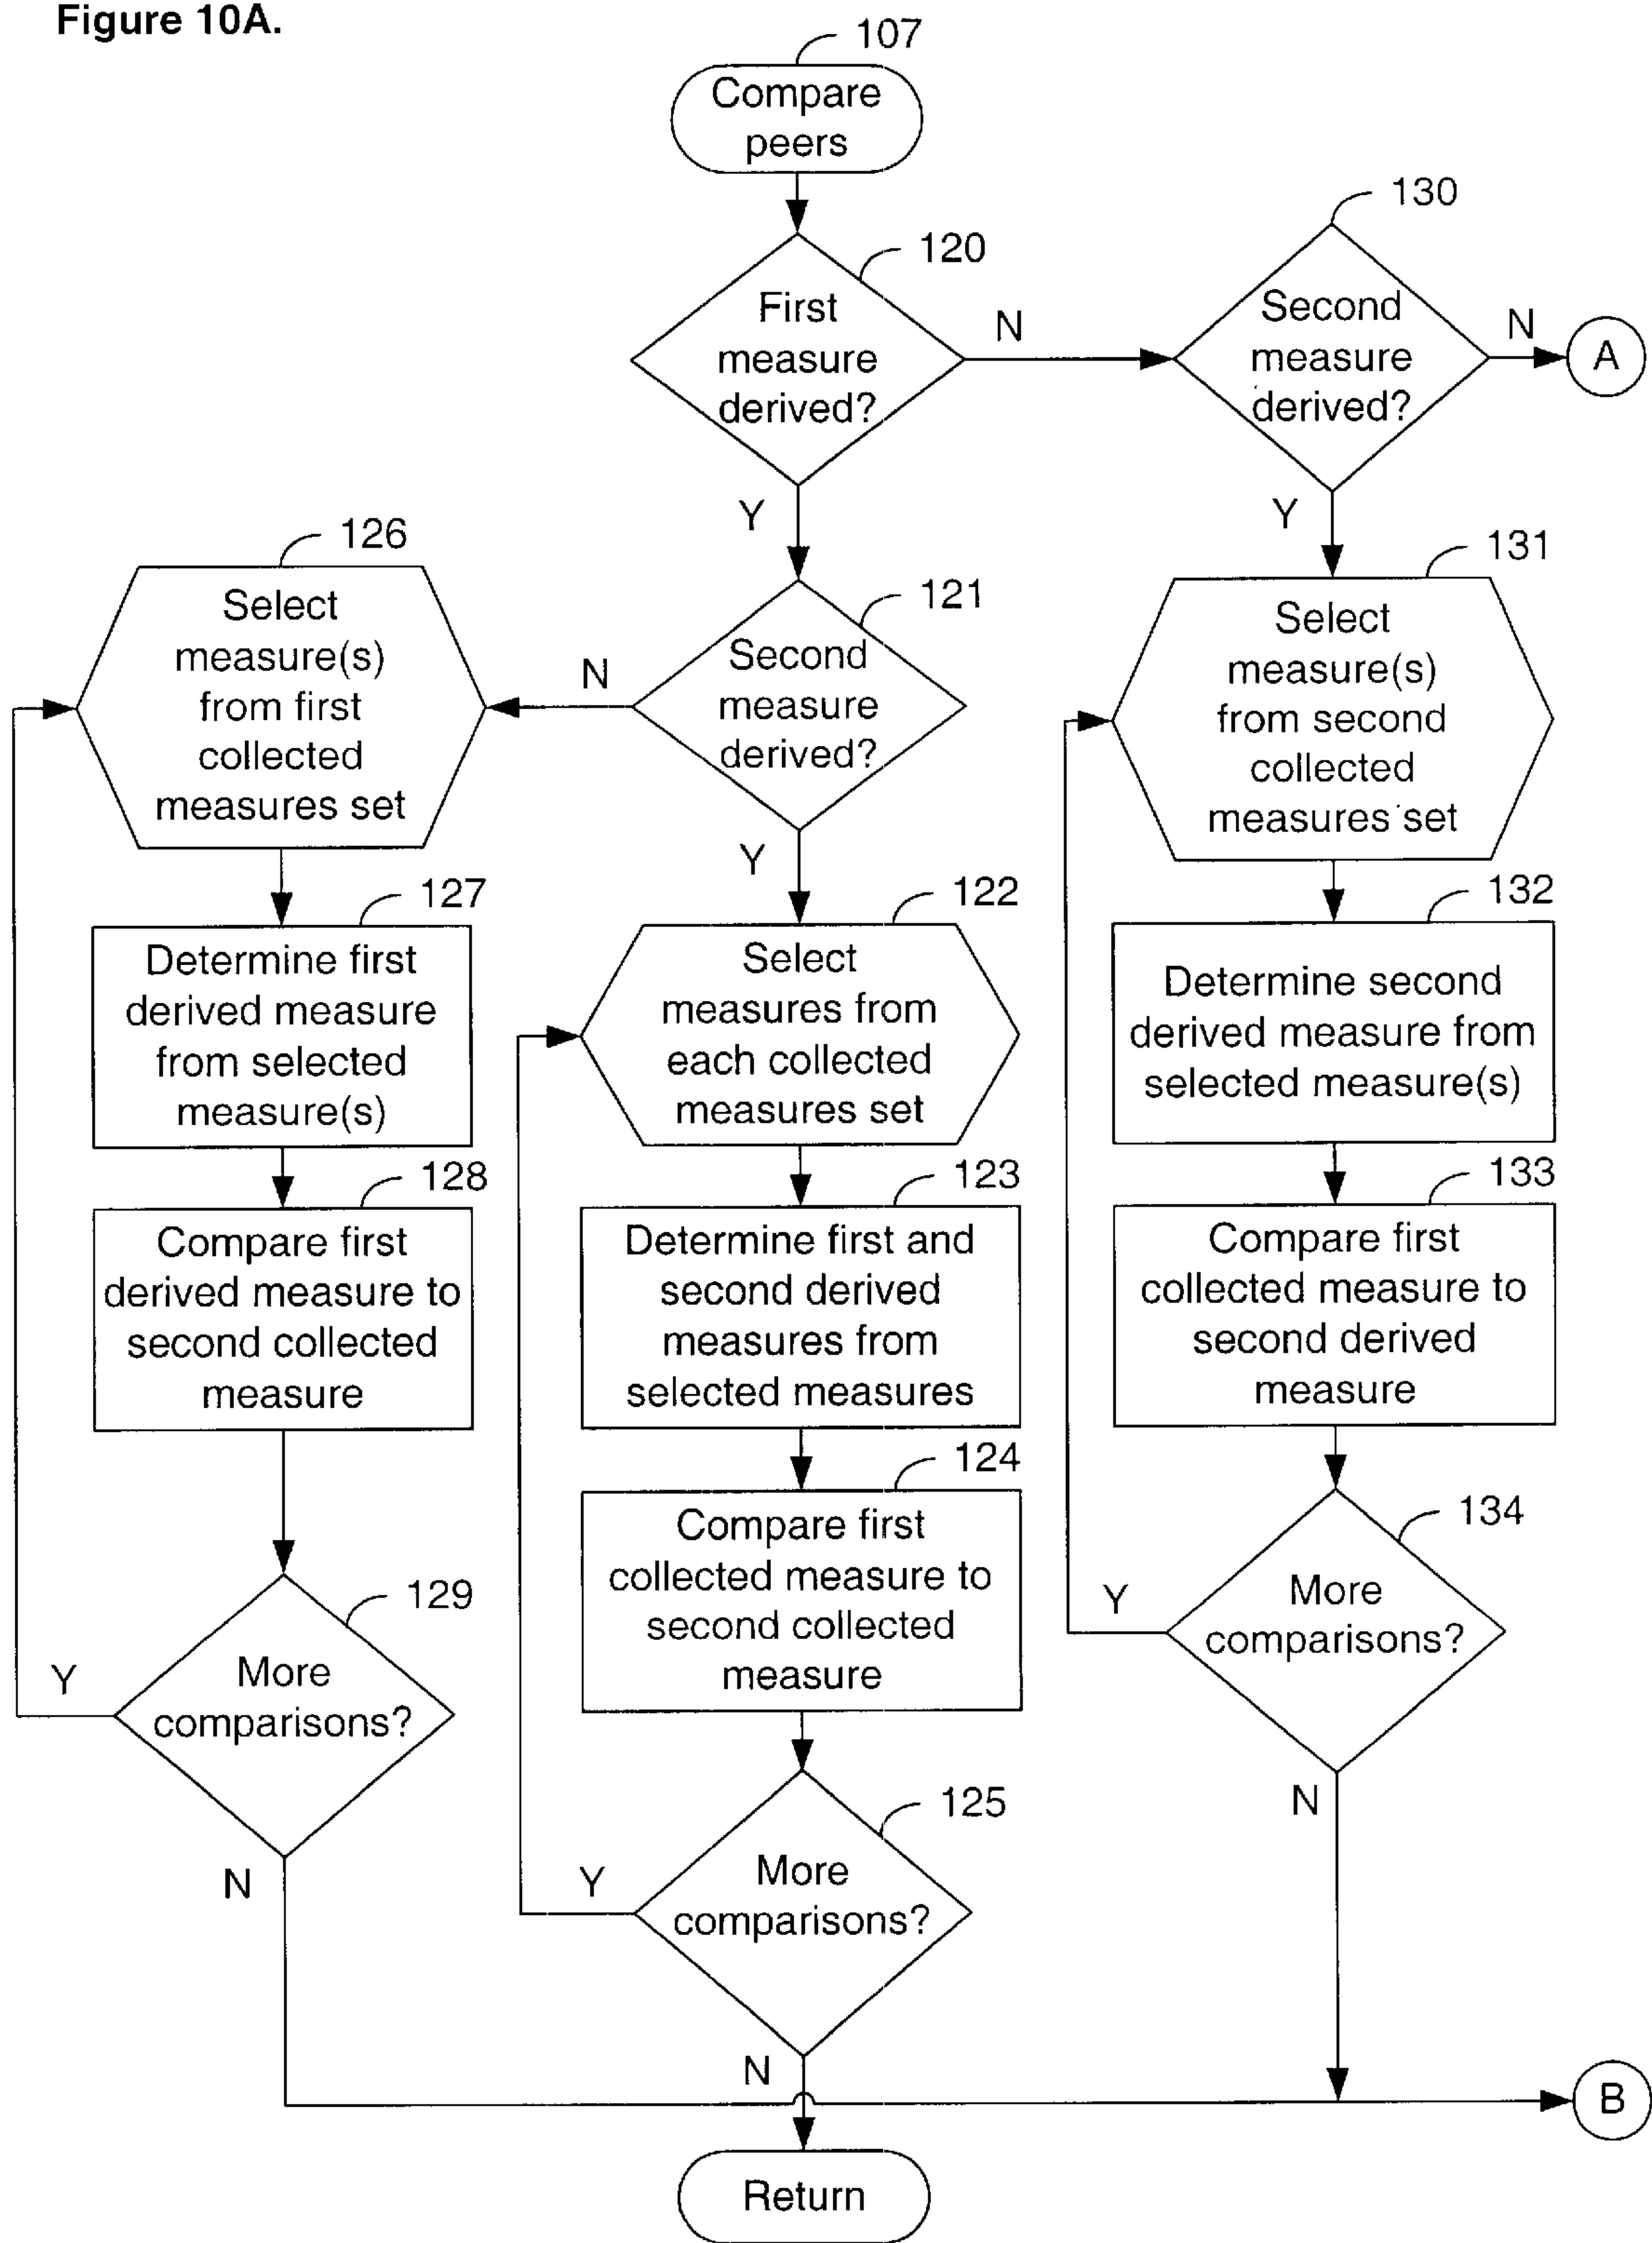 Figure 10A.
107
Compare
peers
120
First
measure
derived?
N
130
Second
measure
derived?
N
A
Y
Y
126
Select
measure(s)
from first
collected
measures set
121
Second
measure
derived?
N
Y
131
Select
measure(s)
from second
collected
measures set
127
Determine first
derived measure
from selected
measure(s)
122
Select
measures from
each collected
measures set
132
Determine second
derived measure from
selected measure(s)
128
Compare first
derived measure to
second collected
measure
123
Determine first and
second derived
measures from
selected measures
133
Compare first
collected measure to
second derived
measure
124
Compare first
collected measure to
second collected
measure
134
More
comparisons?
Y
N
129
More
comparisons?
Y
N
125
More
comparisons?
Y
N
B
Return